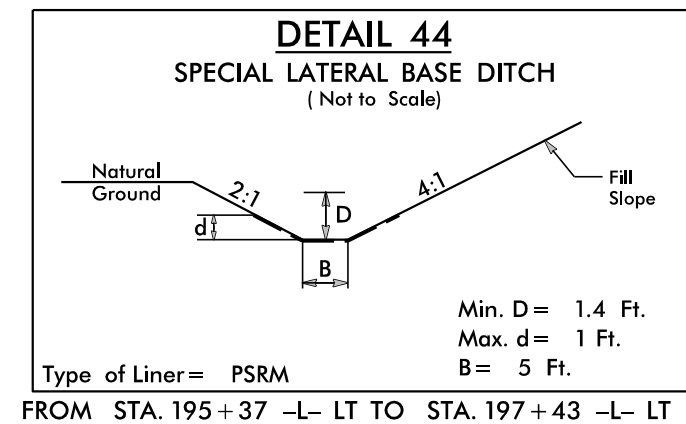 DETAIL 44
SPECIAL LATERAL BASE DITCH
( Not to Scale)
Natural
Ground
2:1
D
4:1
Fill
Slope
d
B
Min. D= 1.4 Ft.
Max. d= 1 Ft.
B= 5 Ft.
Type of Liner= PSRM
FROM STA. 195+37 -L- LT TO STA. 197+43 -L- LT